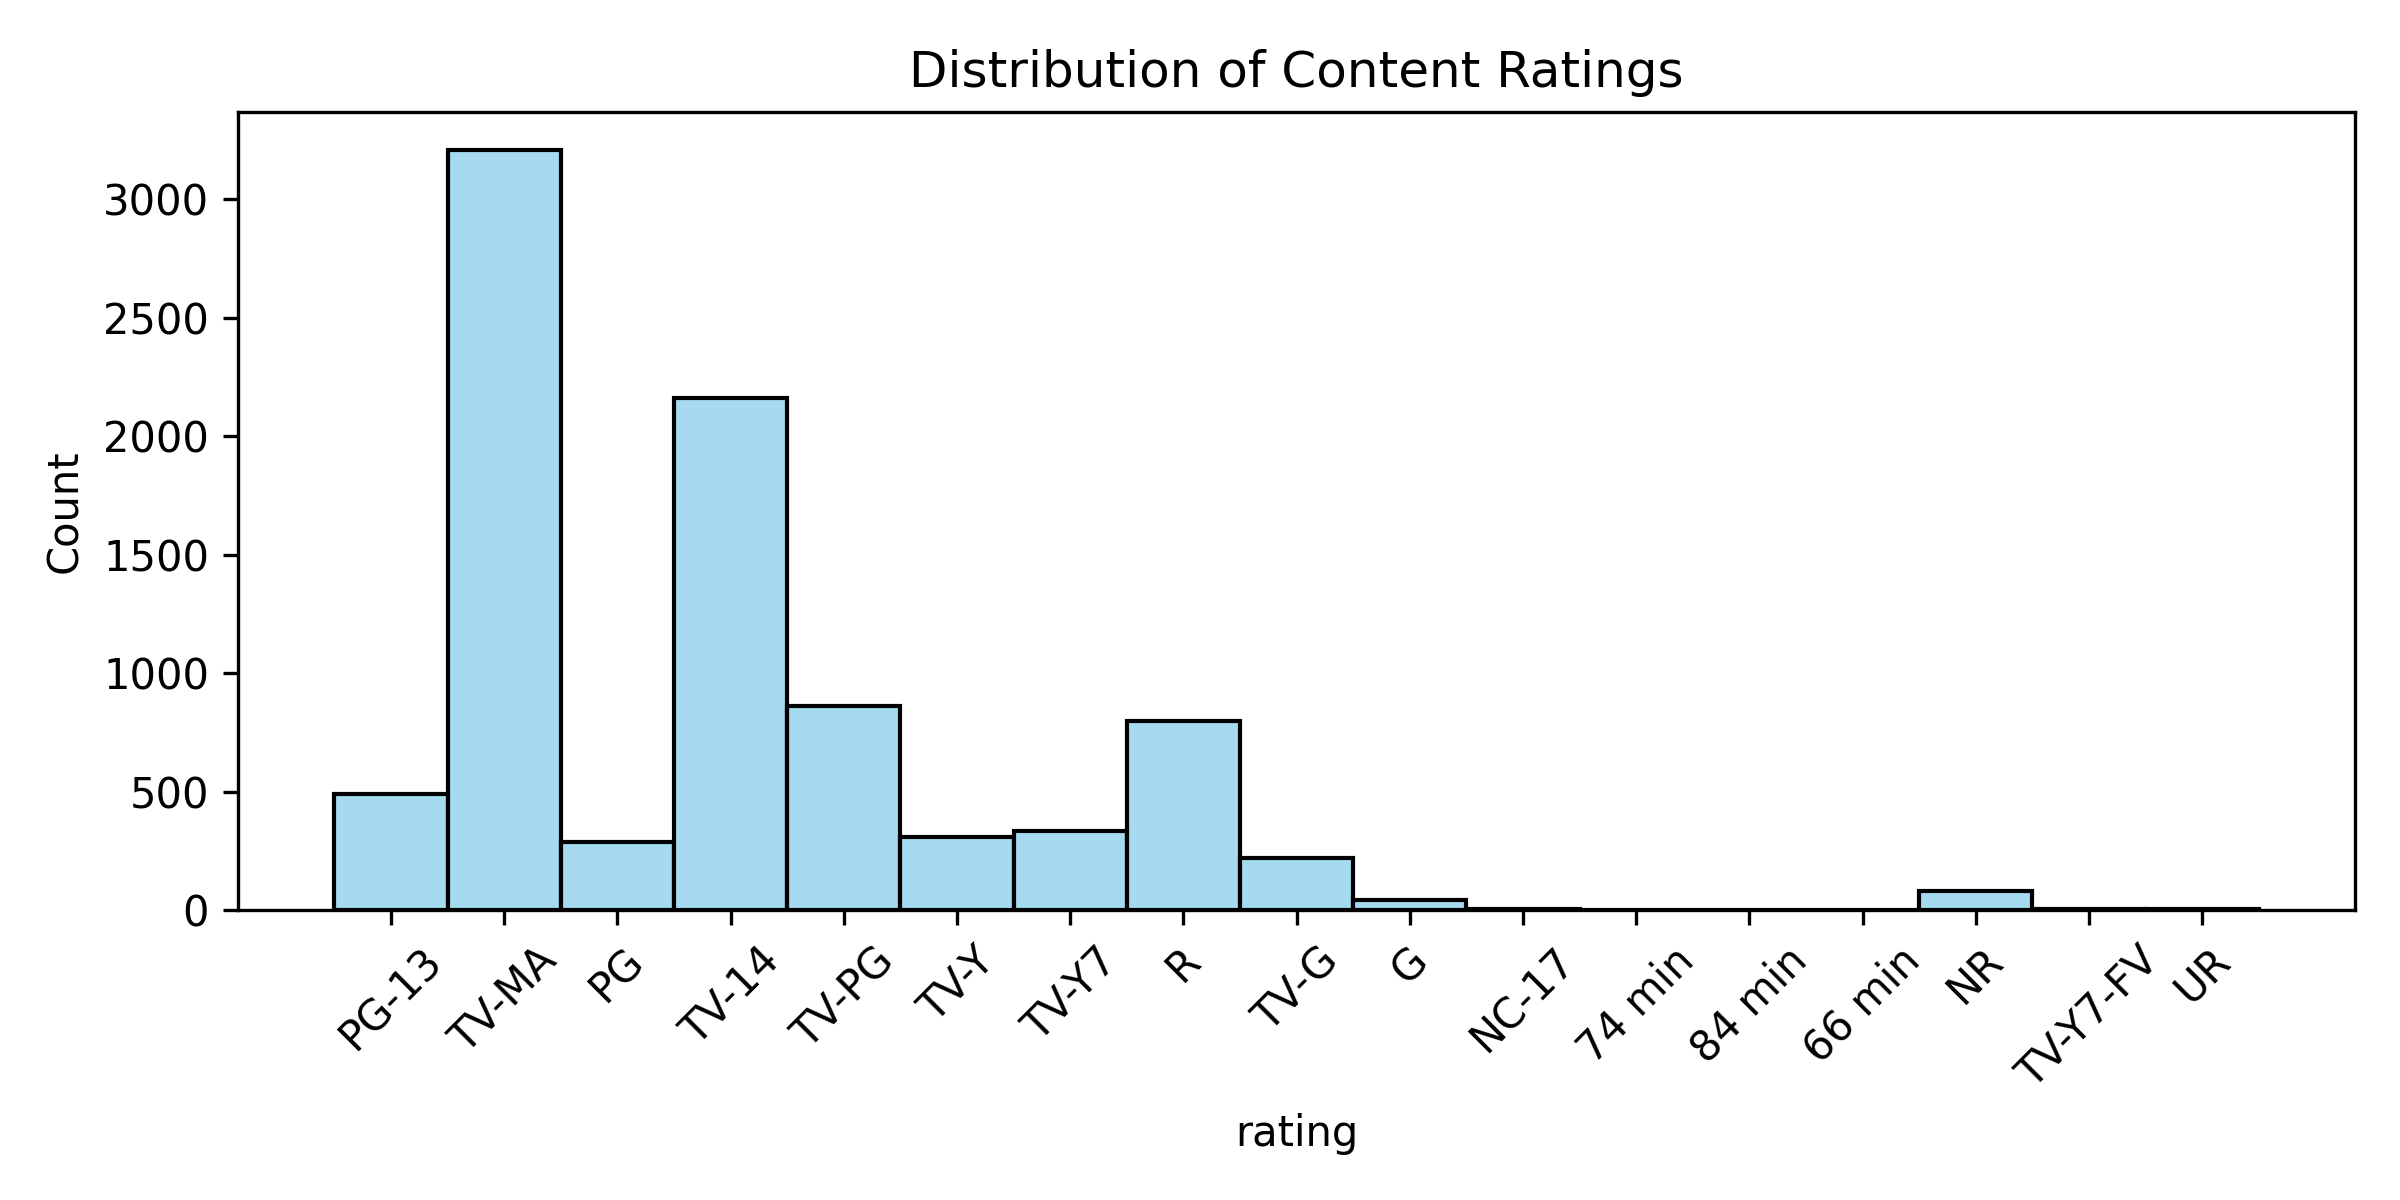 Distribution of Content Ratings
Count
3000
2500
2000
1500
1000
500
0
PG-13
TV-MA
PG
TV-14
TV-PG
TV-Y
TV-Y7
R
TV-G
G
NC-17
74 min
84 min
66 min
NR
TV-Y7-FV
UR
rating